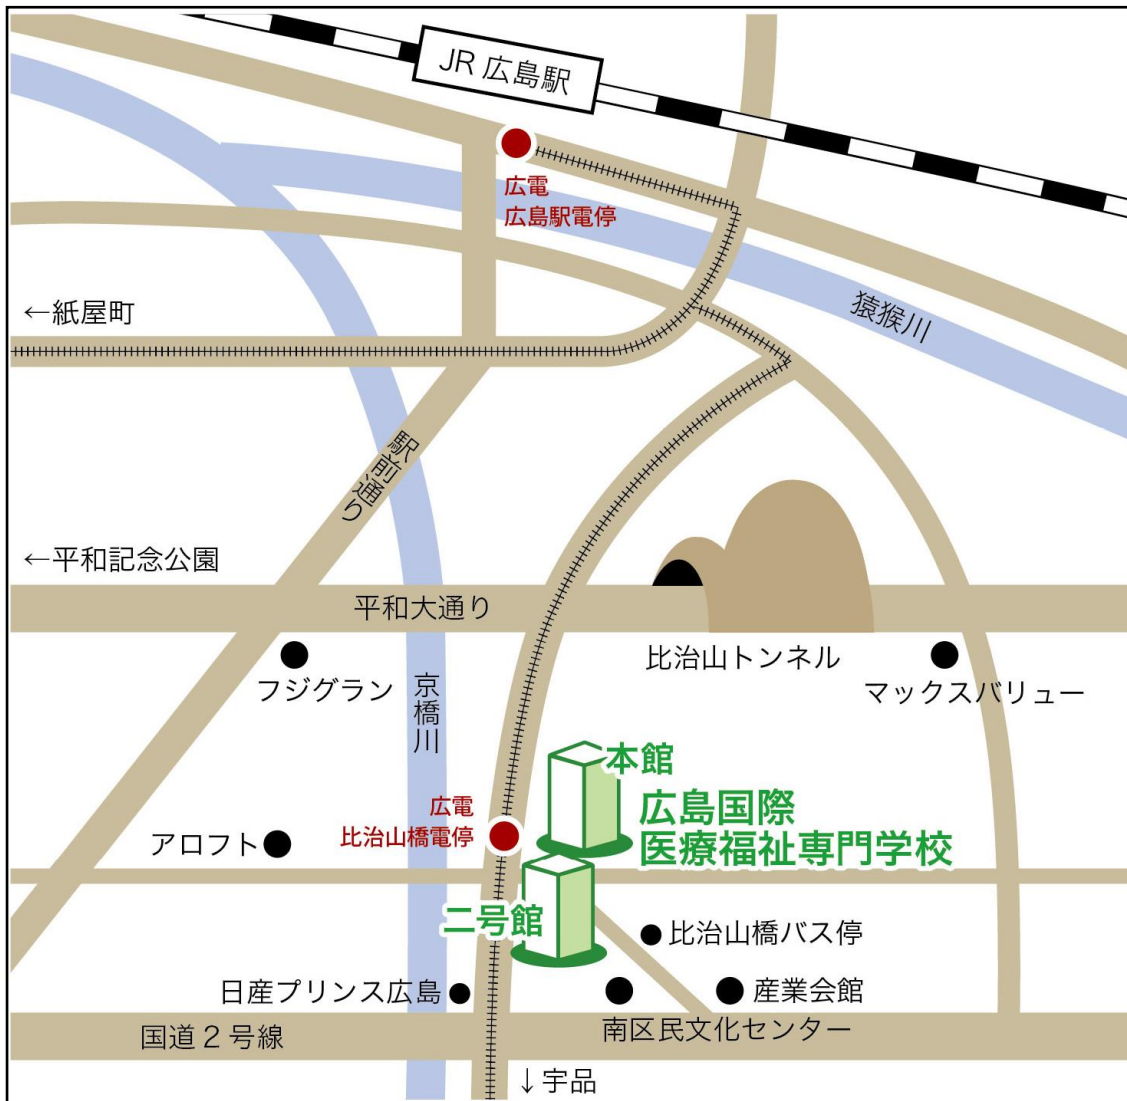 JR 広島駅
広電
広島駅電停
←紙屋町
猿猴川
駅前通り
←平和記念公園
平和大通り
比治山トンネル
フジグラン
マックスバリュー
京橋川
本館
広島国際
医療福祉専門学校
広電
比治山橋電停
アロフト
二号館
比治山橋バス停
日産プリンス広島
産業会館
南区民文化センター
国道2号線
↓宇品